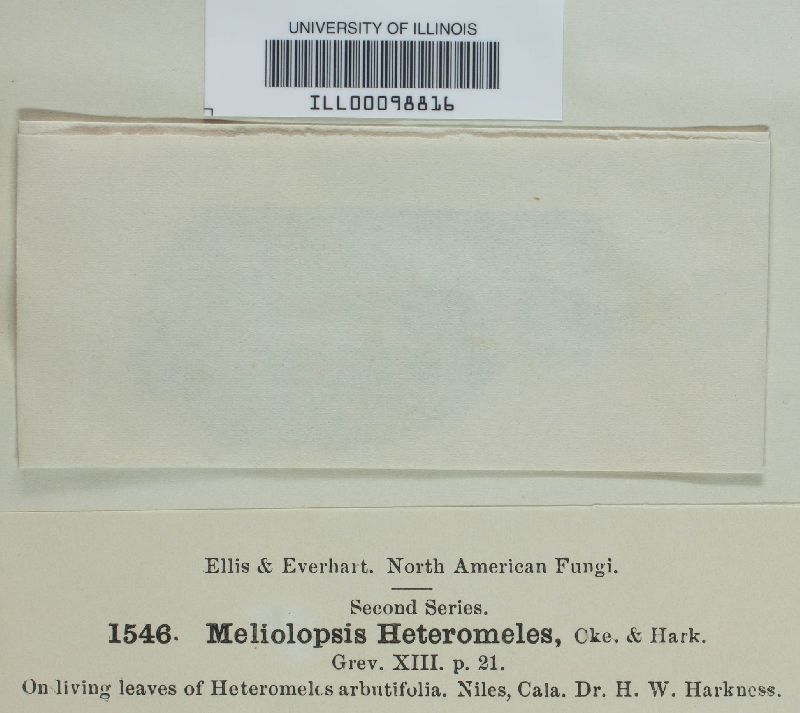 UNIVERSITY OF ILLINOIS
ILL00098816
Ellis & Everhart. North American Fungi.
Second Series.
1546. Meliolopsis Heteromeles, Cke. & Hark.
Grev. XIII. p. 21.
On living leaves of Heteromeles arbutifolia. Niles, Cala. Dr. H. W. Harkness.